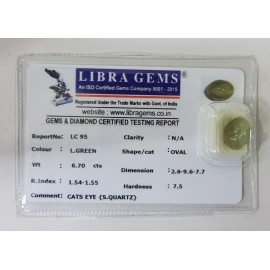 LIBRA GEMS®
An ISO Certified Gems Company 9001 - 2015
Registered Under the Trade Marks with Govt. of India
website : www.libragems.co.in
GEMS & DIAMOND CERTIFIED TESTING REPORT
ReportNo: LC 95 Clarity : N/A
Colour : L.GREEN Shape/cut : OVAL
Wt : 6.70 cts Dimension : 2.6-9.6-7.7
R.Index : 1.54-1.55 Hardness : 7.5
Comment: CATS EYE (S.QUARTZ)